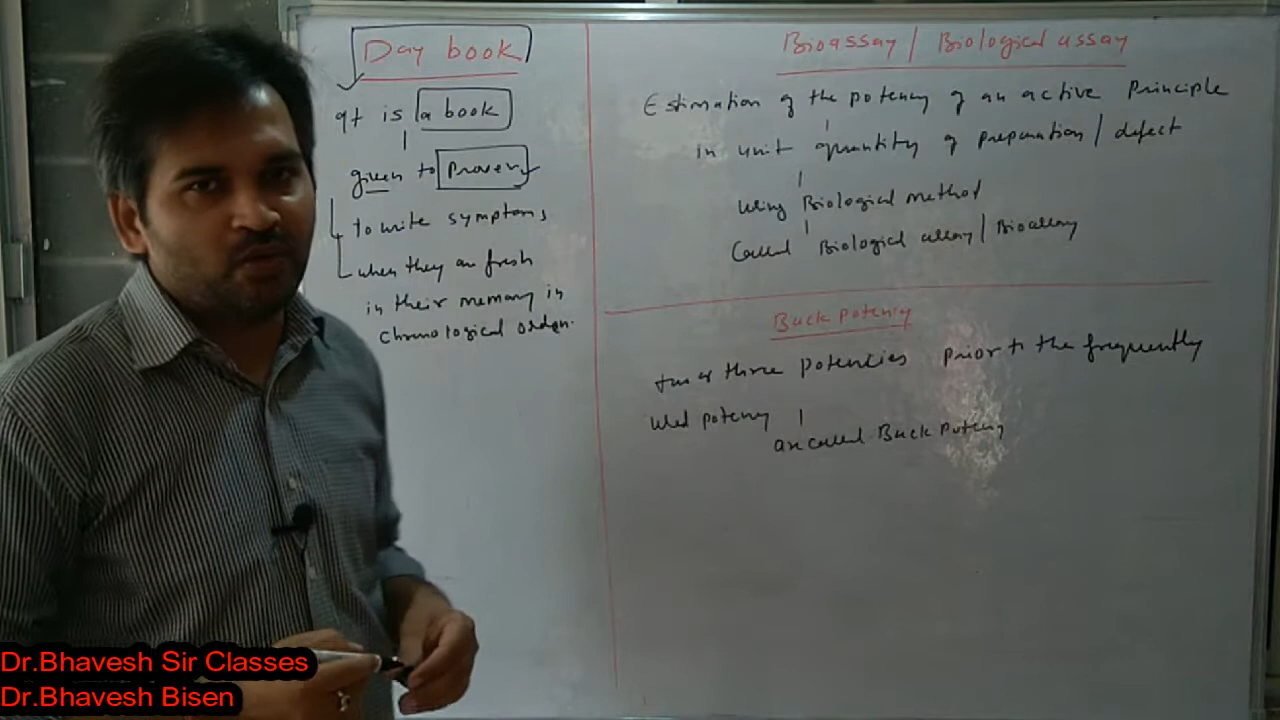 Day book
It is a book
given to Prover
to write symptoms
when they are fresh
in their memory in
chronological order.
Bioassay / Biological assay
Estimation of the potency of an active Principle
in unit quantity of preparation / defect
using Biological method
Called Biological assay / Bioassay
Back potency
two or three potencies prior to the frequently
used potency
are called Back Potency
Dr.Bhavesh Sir Classes
Dr.Bhavesh Bisen